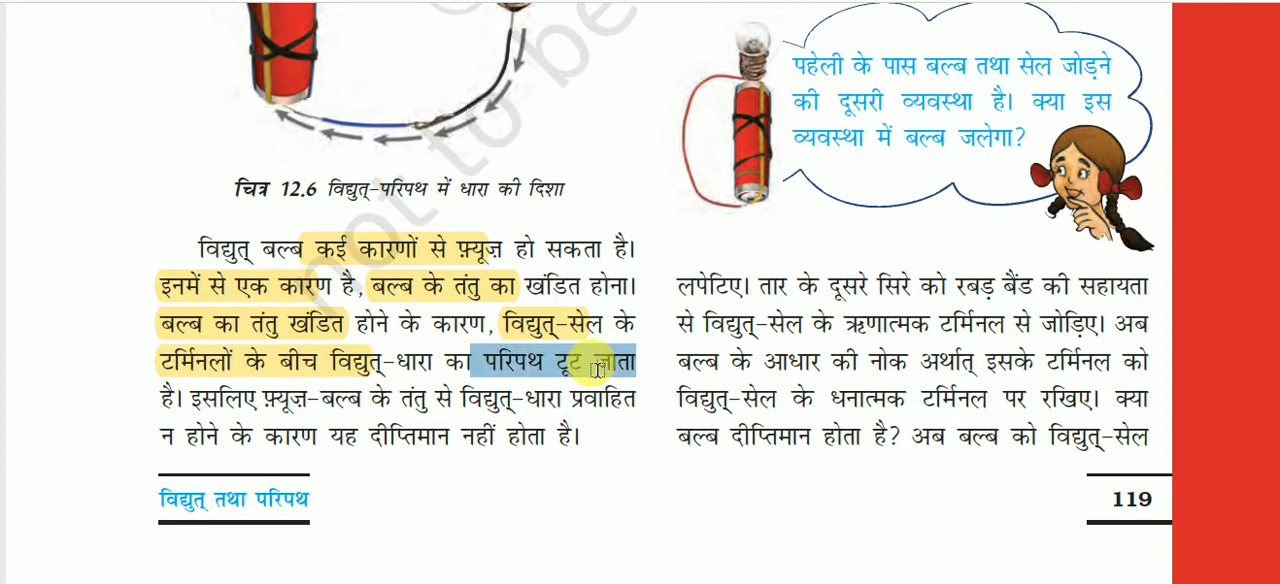 not to be
पहेली के पास बल्ब तथा सेल जोड़ने
की दूसरी व्यवस्था है। क्या इस
व्यवस्था में बल्ब जलेगा?
चित्र 12.6 विद्युत्-परिपथ में धारा की दिशा
विद्युत् बल्ब कई कारणों से फ़्यूज़ हो सकता है।
इनमें से एक कारण है, बल्ब के तंतु का खंडित होना।
बल्ब का तंतु खंडित होने के कारण, विद्युत्-सेल के
टर्मिनलों के बीच विद्युत्-धारा का परिपथ टूट जाता
है। इसलिए फ़्यूज़-बल्ब के तंतु से विद्युत्-धारा प्रवाहित
न होने के कारण यह दीप्तिमान नहीं होता है।
लपेटिए। तार के दूसरे सिरे को रबड़ बैंड की सहायता
से विद्युत्-सेल के ऋणात्मक टर्मिनल से जोड़िए। अब
बल्ब के आधार की नोक अर्थात् इसके टर्मिनल को
विद्युत्-सेल के धनात्मक टर्मिनल पर रखिए। क्या
बल्ब दीप्तिमान होता है? अब बल्ब को विद्युत्-सेल
विद्युत् तथा परिपथ
119